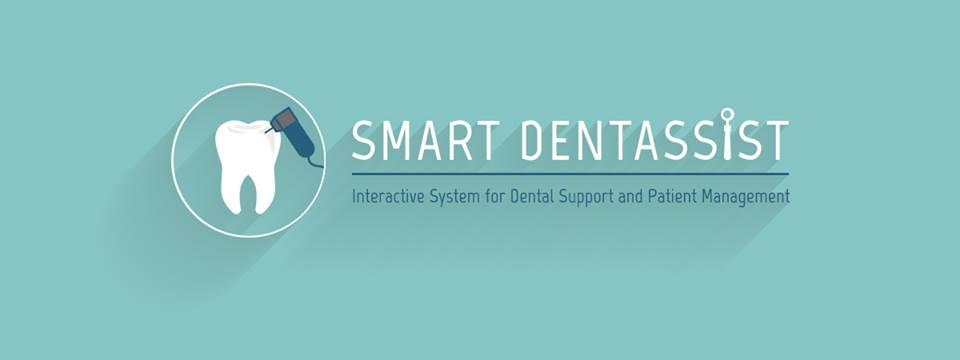 SMART DENTASSiST
Interactive System for Dental Support and Patient Management